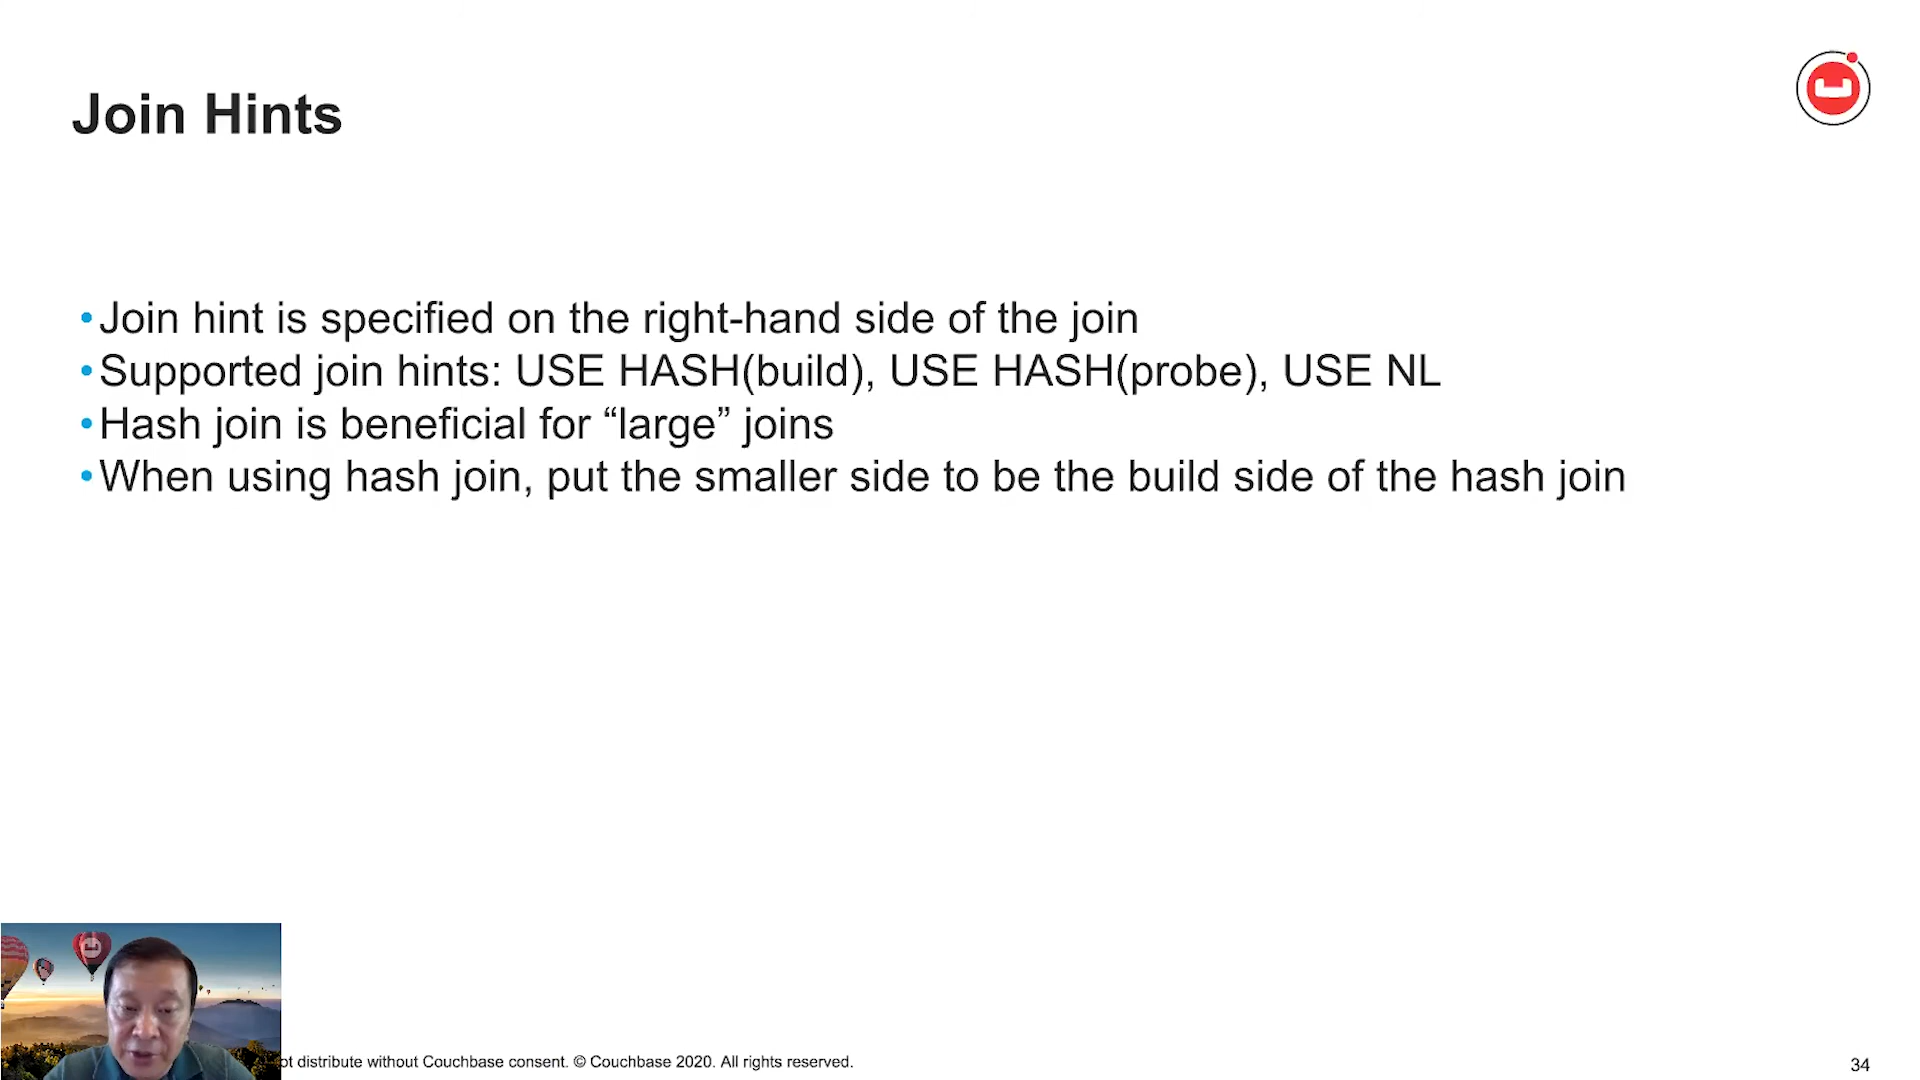 Join Hints
•Join hint is specified on the right-hand side of the join
•Supported join hints: USE HASH(build), USE HASH(probe), USE NL
•Hash join is beneficial for “large” joins
•When using hash join, put the smaller side to be the build side of the hash join
distribute without Couchbase consent. © Couchbase 2020. All rights reserved.
34